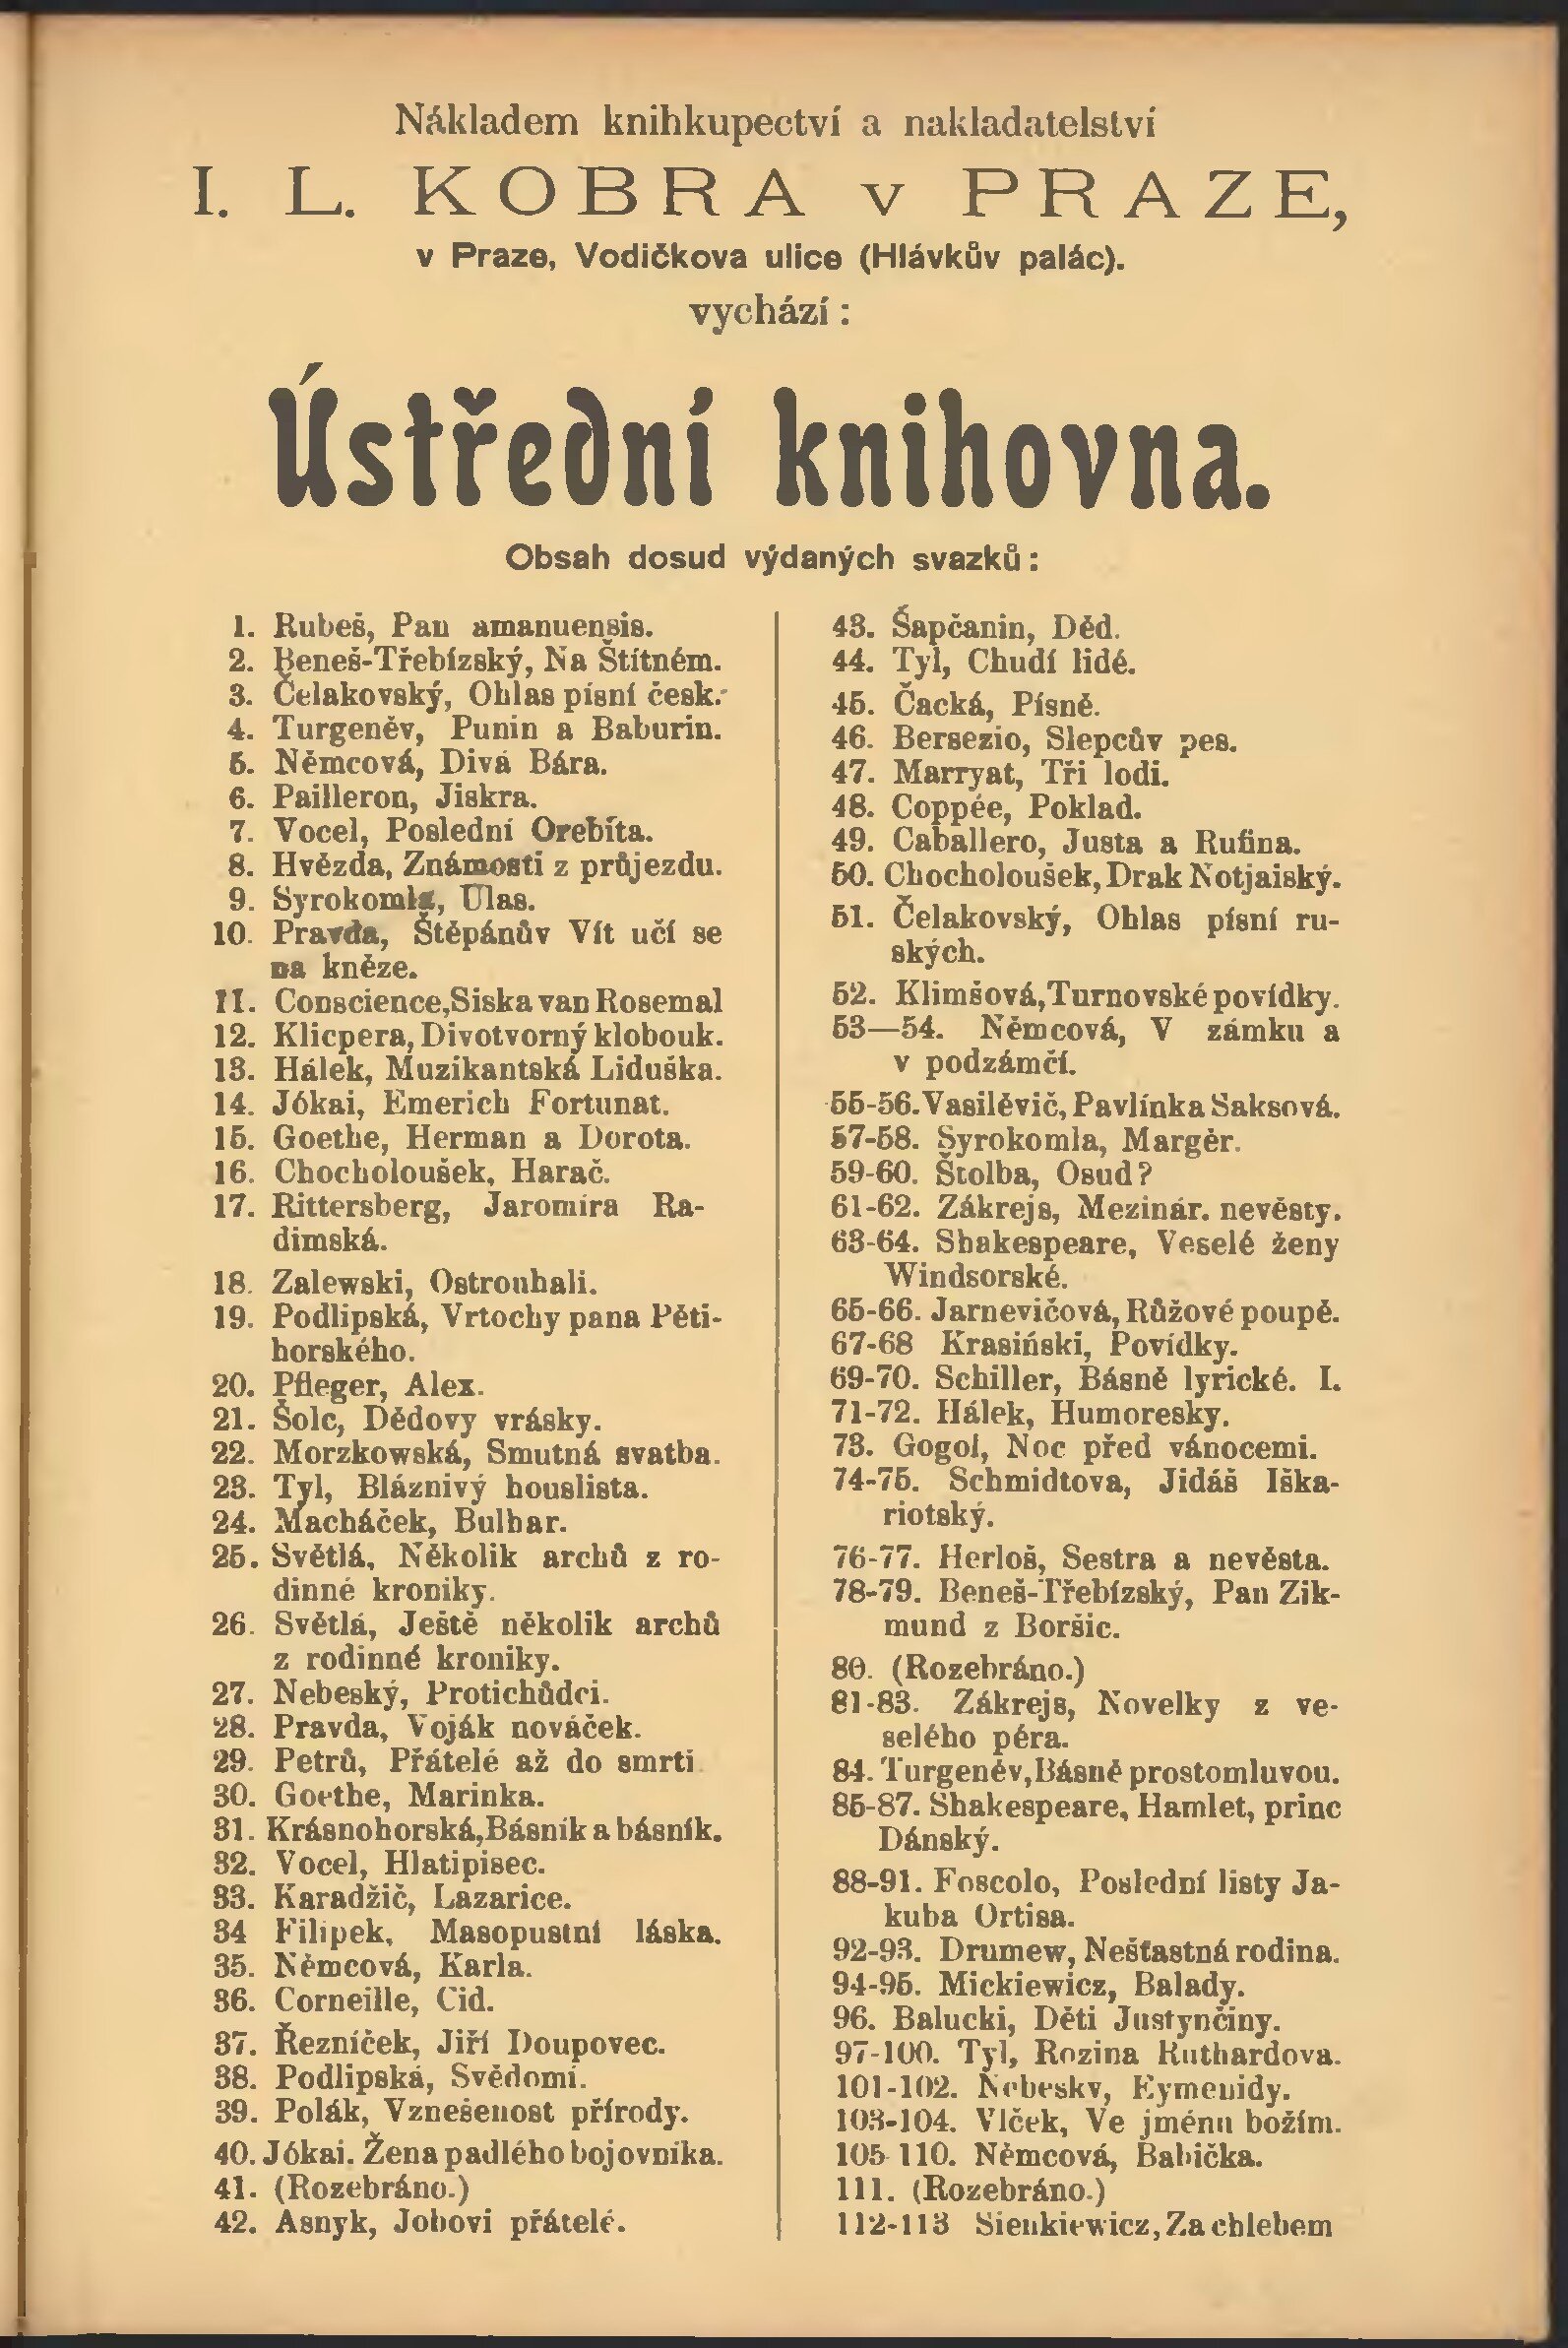 Nákladem knihkupectví a nakladatelství
I. L. KOBRA v PRAZE,
v Praze, Vodičkova ulice (Hlávkův palác).
vychází:
Ústřední knihovna.
Obsah dosud výdaných svazků:
1. Rubeš, Pan amanuensis.
2. Beneš-Třebízský, Na Štítném.
3. Čelakovský, Ohlas písní česk.
4. Turgeněv, Punin a Baburin.
5. Němcová, Divá Bára.
6. Pailleron, Jiskra.
7. Vocel, Poslední Orebíta.
8. Hvězda, Známosti z průjezdu.
9. Syrokomla, Ulas.
10. Pravda, Štěpánův Vít učí se
na kněze.
11. Conscience, Siska van Rosemal
12. Klicpera, Divotvorný klobouk.
13. Hálek, Muzikantská Liduška.
14. Jókai, Emerich Fortunat.
15. Goethe, Herman a Dorota.
16. Chocholoušek, Harač.
17. Rittersberg, Jaromíra Ra-
dimská.
18. Zalewski, Ostrouhali.
19. Podlipská, Vrtochy pana Pěti-
horského.
20. Pfleger, Alex.
21. Šolc, Dědovy vrásky.
22. Morzkowská, Smutná svatba.
23. Tyl, Bláznivý houslista.
24. Macháček, Bulhar.
25. Světlá, Několik archů z ro-
dinné kroniky.
26. Světlá, Ještě několik archů
z rodinné kroniky.
27. Nebeský, Protichůdci.
28. Pravda, Voják nováček.
29. Petrů, Přátelé až do smrti
30. Goethe, Marinka.
31. Krásnohorská, Básník a básník.
32. Vocel, Hlatipisec.
33. Karadžič, Lazarice.
34 Filipek, Masopustní láska.
35. Němcová, Karla.
36. Corneille, Cid.
37. Řezníček, Jiří Doupovec.
38. Podlipská, Svědomí.
39. Polák, Vznešenost přírody.
40. Jókai. Žena padlého bojovníka.
41. (Rozebráno.)
42. Asnyk, Jobovi přátelé.
43. Šapčanin, Děd.
44. Tyl, Chudí lidé.
45. Čacká, Písně.
46. Bersezio, Slepcův pes.
47. Marryat, Tři lodi.
48. Coppée, Poklad.
49. Caballero, Justa a Rufina.
50. Chocholoušek, Drak Notjaiský.
51. Čelakovský, Ohlas písní ru-
ských.
52. Klimšová, Turnovské povídky.
53—54. Němcová, V zámku a
v podzámčí.
55-56. Vasilěvič, Pavlínka Saksová.
57-58. Syrokomla, Margěr.
59-60. Štolba, Osud?
61-62. Zákrejs, Mezinár. nevěsty.
63-64. Shakespeare, Veselé ženy
Windsorské.
65-66. Jarnevičová, Růžové poupě.
67-68 Krasiński, Povídky.
69-70. Schiller, Básně lyrické. I.
71-72. Hálek, Humoresky.
73. Gogol, Noc před vánocemi.
74-75. Schmidtova, Jidáš Iška-
riotský.
76-77. Herloš, Sestra a nevěsta.
78-79. Beneš-Třebízský, Pan Zik-
mund z Boršic.
80. (Rozebráno.)
81-83. Zákrejs, Novelky z ve-
selého péra.
84. Turgeněv, Básně prostomluvou.
85-87. Shakespeare, Hamlet, princ
Dánský.
88-91. Foscolo, Poslední listy Ja-
kuba Ortisa.
92-93. Drumew, Nešťastná rodina.
94-95. Mickiewicz, Balady.
96. Balucki, Děti Justynčiny.
97-100. Tyl, Rozina Ruthardova.
101-102. Nebesky, Eymenidy.
103-104. Vlček, Ve jménu božím.
105-110. Němcová, Babička.
111. (Rozebráno.)
112-113 Sienkiewicz, Za chlebem